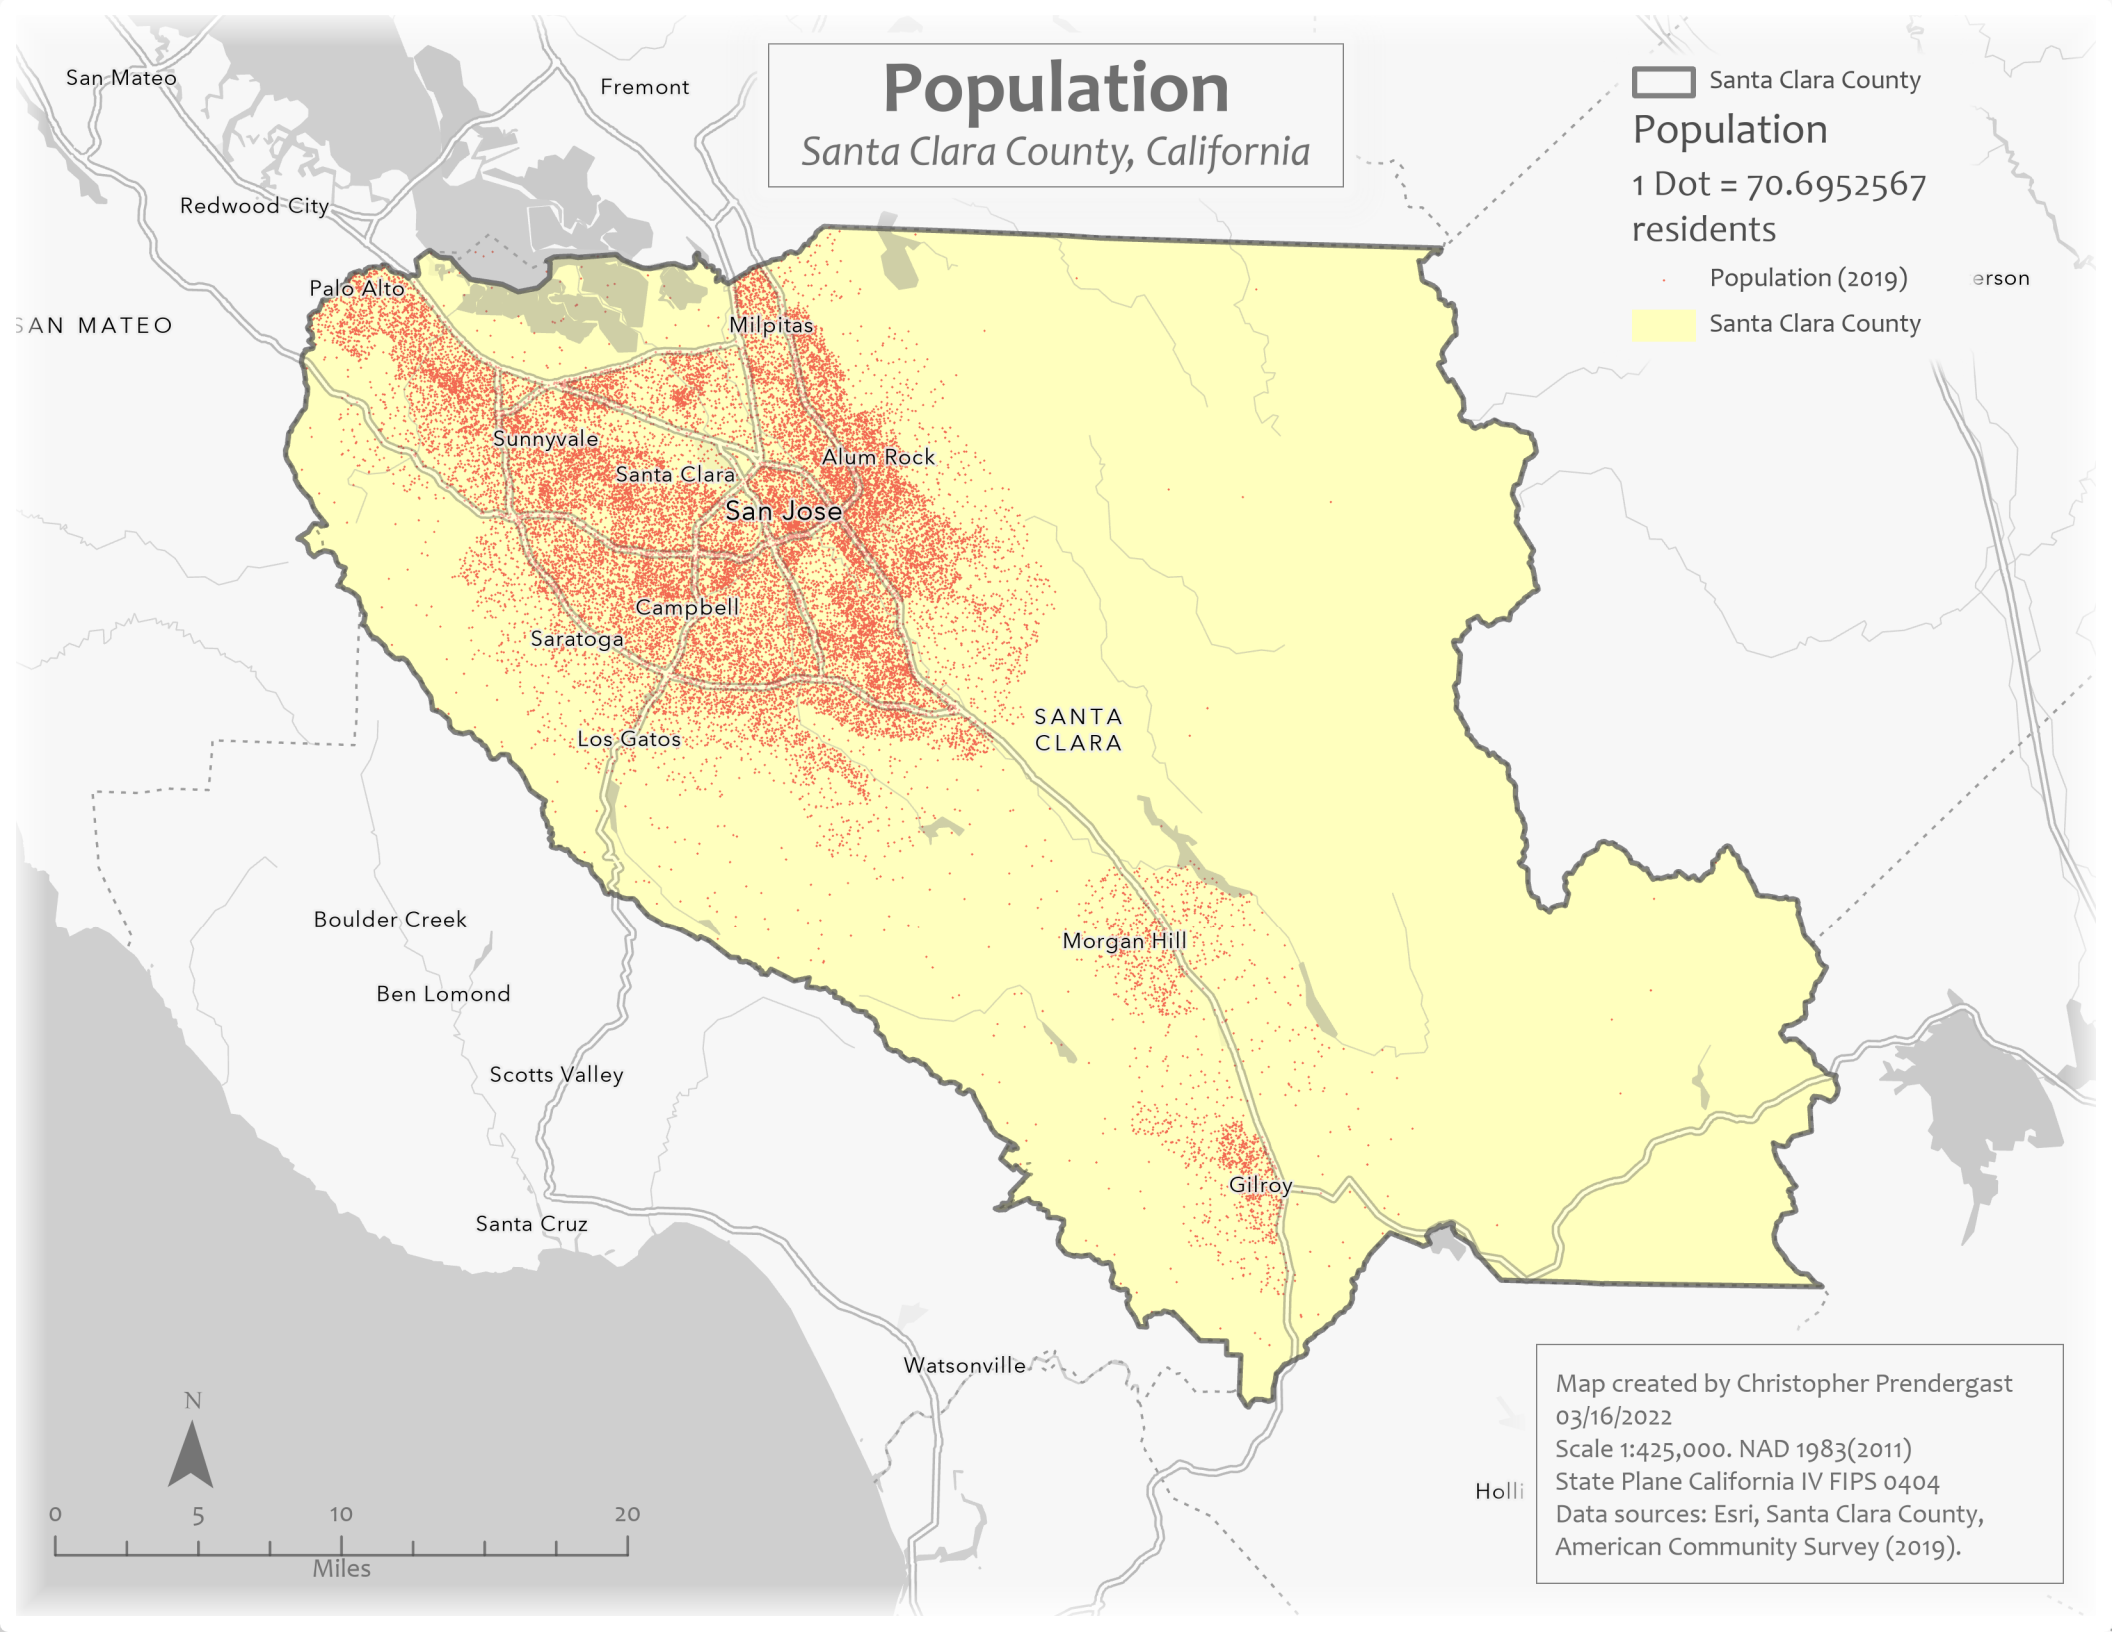 Population
Santa Clara County, California
Santa Clara County
Population
1 Dot = 70.6952567
residents
Population (2019)
Santa Clara County
San Mateo
Fremont
Redwood City
erson
Palo Alto
SAN MATEO
Milpitas
Sunnyvale
Alum Rock
Santa Clara
San Jose
Campbell
Saratoga
SANTA
CLARA
Los Gatos
Boulder Creek
Morgan Hill
Ben Lomond
Scotts Valley
Gilroy
Santa Cruz
Watsonville
Holli
N
0 5 10 20
Miles
Map created by Christopher Prendergast
03/16/2022
Scale 1:425,000. NAD 1983(2011)
State Plane California IV FIPS 0404
Data sources: Esri, Santa Clara County,
American Community Survey (2019).